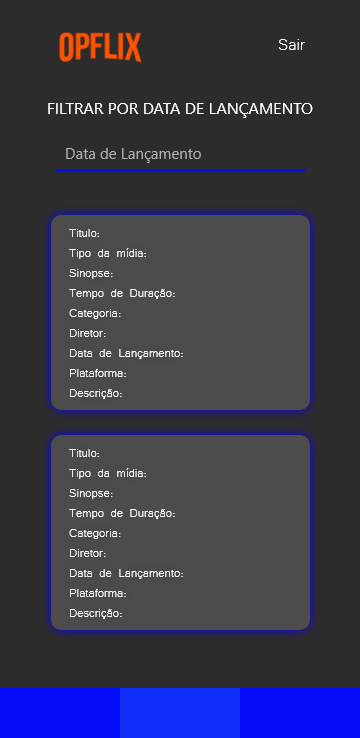 OPFLIX
Sair
FILTRAR POR DATA DE LANÇAMENTO
Data de Lançamento
Titulo:
Tipo da mídia:
Sinopse:
Tempo de Duração:
Categoria:
Diretor:
Data de Lançamento:
Plataforma:
Descrição:
Titulo:
Tipo da mídia:
Sinopse:
Tempo de Duração:
Categoria:
Diretor:
Data de Lançamento:
Plataforma:
Descrição: